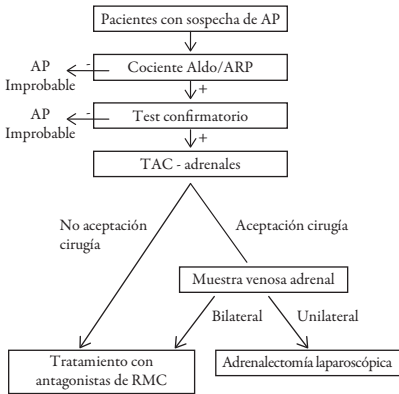 Pacientes con sospecha de AP
Cociente Aldo/ARP
-
AP
Improbable
+
Test confirmatorio
-
AP
Improbable
+
TAC - adrenales
No aceptación
cirugía
Aceptación cirugía
Muestra venosa adrenal
Bilateral
Unilateral
Tratamiento con
antagonistas de RMC
Adrenalectomía laparoscópica